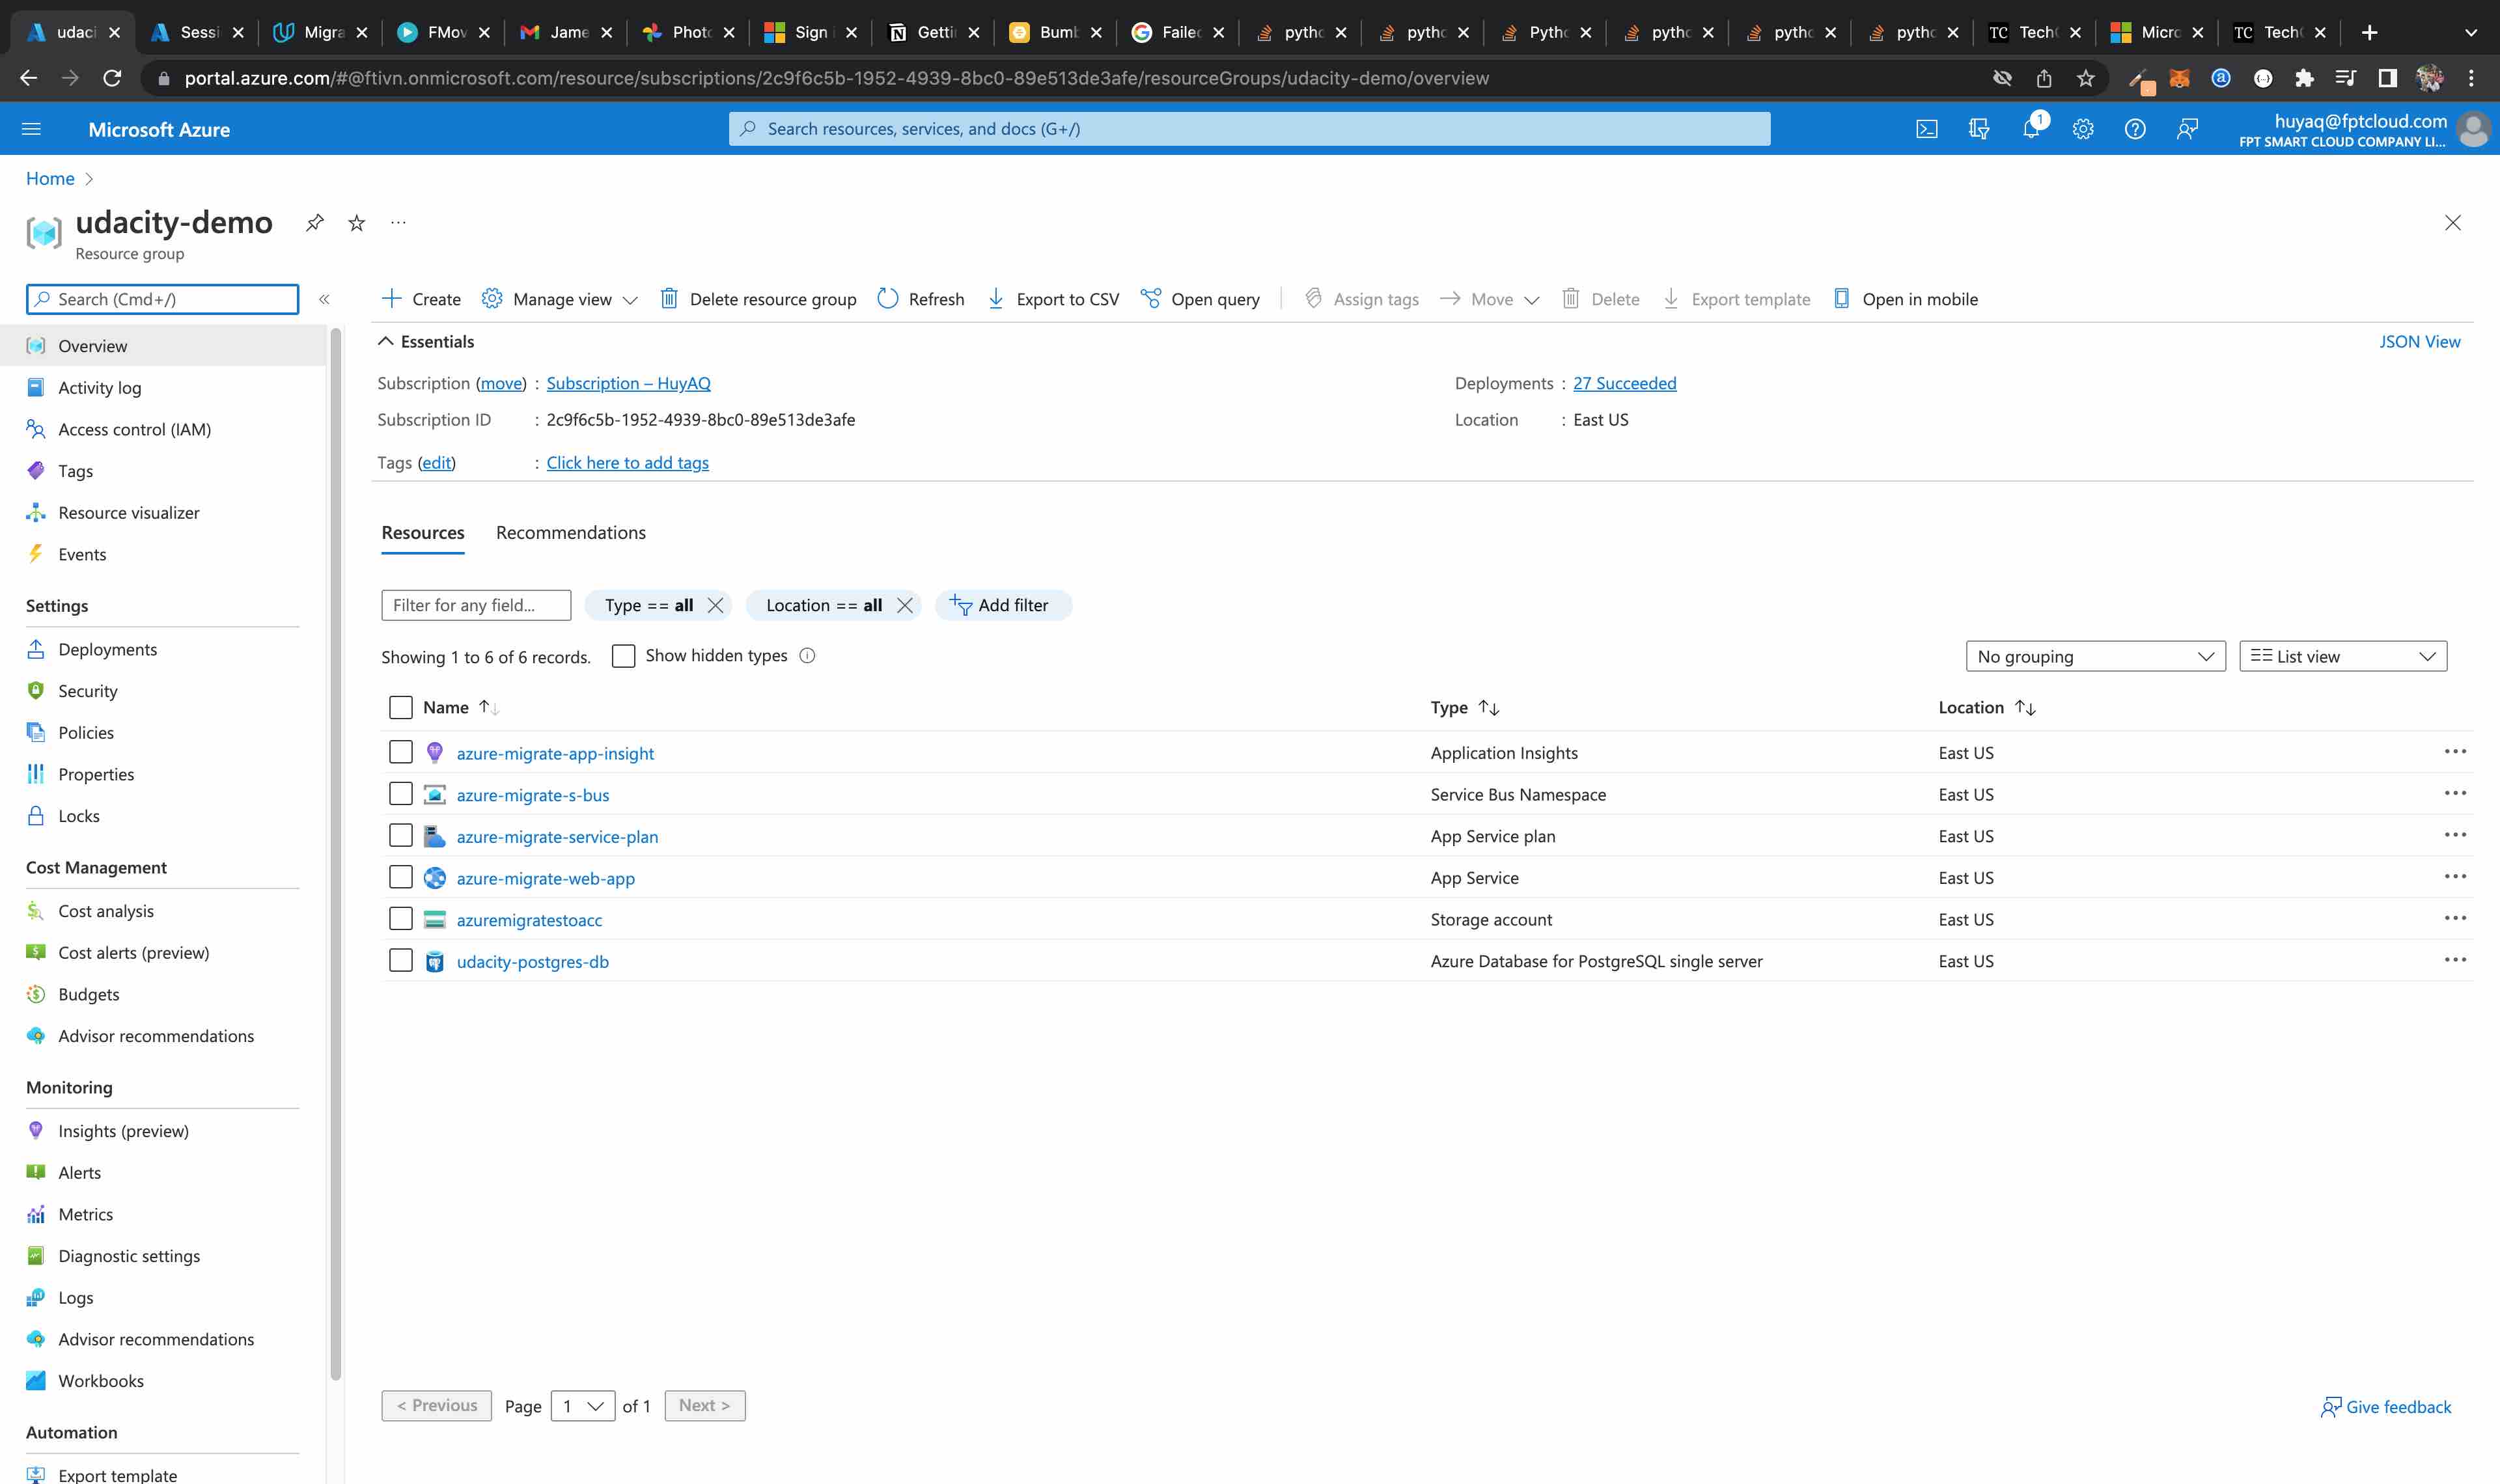 udaci
Sessi
Migra
FMov
Jame
Photo
Sign i
Getti
Bumb
Failed
pytho
pytho
Pytho
pytho
pytho
pytho
TC Tech
Micro
TC Tech
portal.azure.com/#@ftivn.onmicrosoft.com/resource/subscriptions/2c9f6c5b-1952-4939-8bc0-89e513de3afe/resourceGroups/udacity-demo/overview
Microsoft Azure
Search resources, services, and docs (G+/)
1
huyaq@fptcloud.com
FPT SMART CLOUD COMPANY LI...
Home
udacity-demo
Resource group
Search (Cmd+/)
Create
Manage view
Delete resource group
Refresh
Export to CSV
Open query
Assign tags
Move
Delete
Export template
Open in mobile
Overview
Activity log
Access control (IAM)
Tags
Resource visualizer
Events
Settings
Deployments
Security
Policies
Properties
Locks
Cost Management
Cost analysis
Cost alerts (preview)
Budgets
Advisor recommendations
Monitoring
Insights (preview)
Alerts
Metrics
Diagnostic settings
Logs
Advisor recommendations
Workbooks
Automation
Export template
Essentials
JSON View
Subscription (move) : Subscription – HuyAQ
Deployments : 27 Succeeded
Subscription ID : 2c9f6c5b-1952-4939-8bc0-89e513de3afe
Location : East US
Tags (edit) : Click here to add tags
Resources Recommendations
Filter for any field...
Type == all
Location == all
Add filter
Showing 1 to 6 of 6 records.
Show hidden types
No grouping
List view
Name Type Location
azure-migrate-app-insight Application Insights East US
azure-migrate-s-bus Service Bus Namespace East US
azure-migrate-service-plan App Service plan East US
azure-migrate-web-app App Service East US
azuremigratestoacc Storage account East US
udacity-postgres-db Azure Database for PostgreSQL single server East US
< Previous Page 1 of 1 Next >
Give feedback